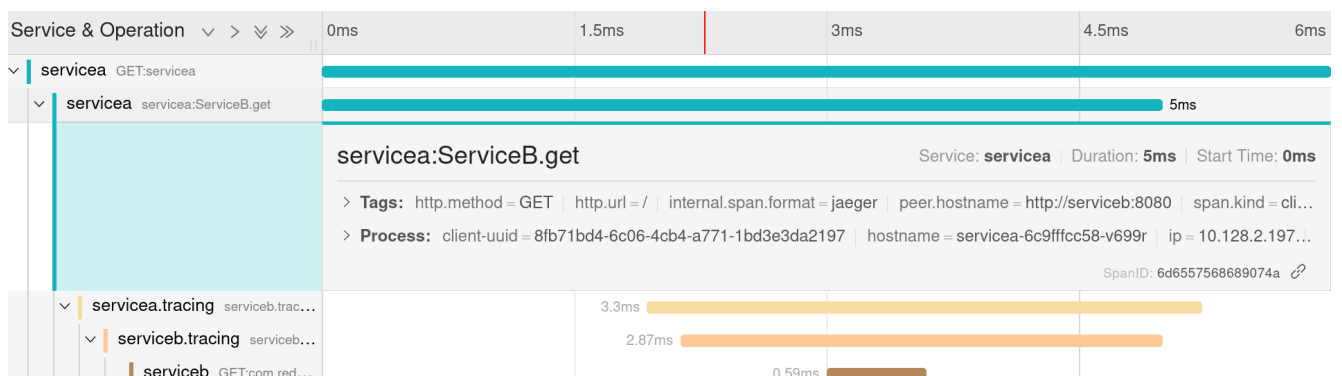 Service & Operation 0ms 1.5ms 3ms 4.5ms 6ms
servicea GET:servicea
servicea servicea:ServiceB.get 5ms
servicea:ServiceB.get Service: servicea Duration: 5ms Start Time: 0ms
Tags: http.method = GET http.url = / internal.span.format = jaeger peer.hostname = http://serviceb:8080 span.kind = cli...
Process: client-uuid = 8fb71bd4-6c06-4cb4-a771-1bd3e3da2197 hostname = servicea-6c9fffcc58-v699r ip = 10.128.2.197...
SpanID: 6d6557568689074a
servicea.tracing serviceb.trac... 3.3ms
serviceb.tracing serviceb... 2.87ms
serviceb GET:com.red... 0.59ms